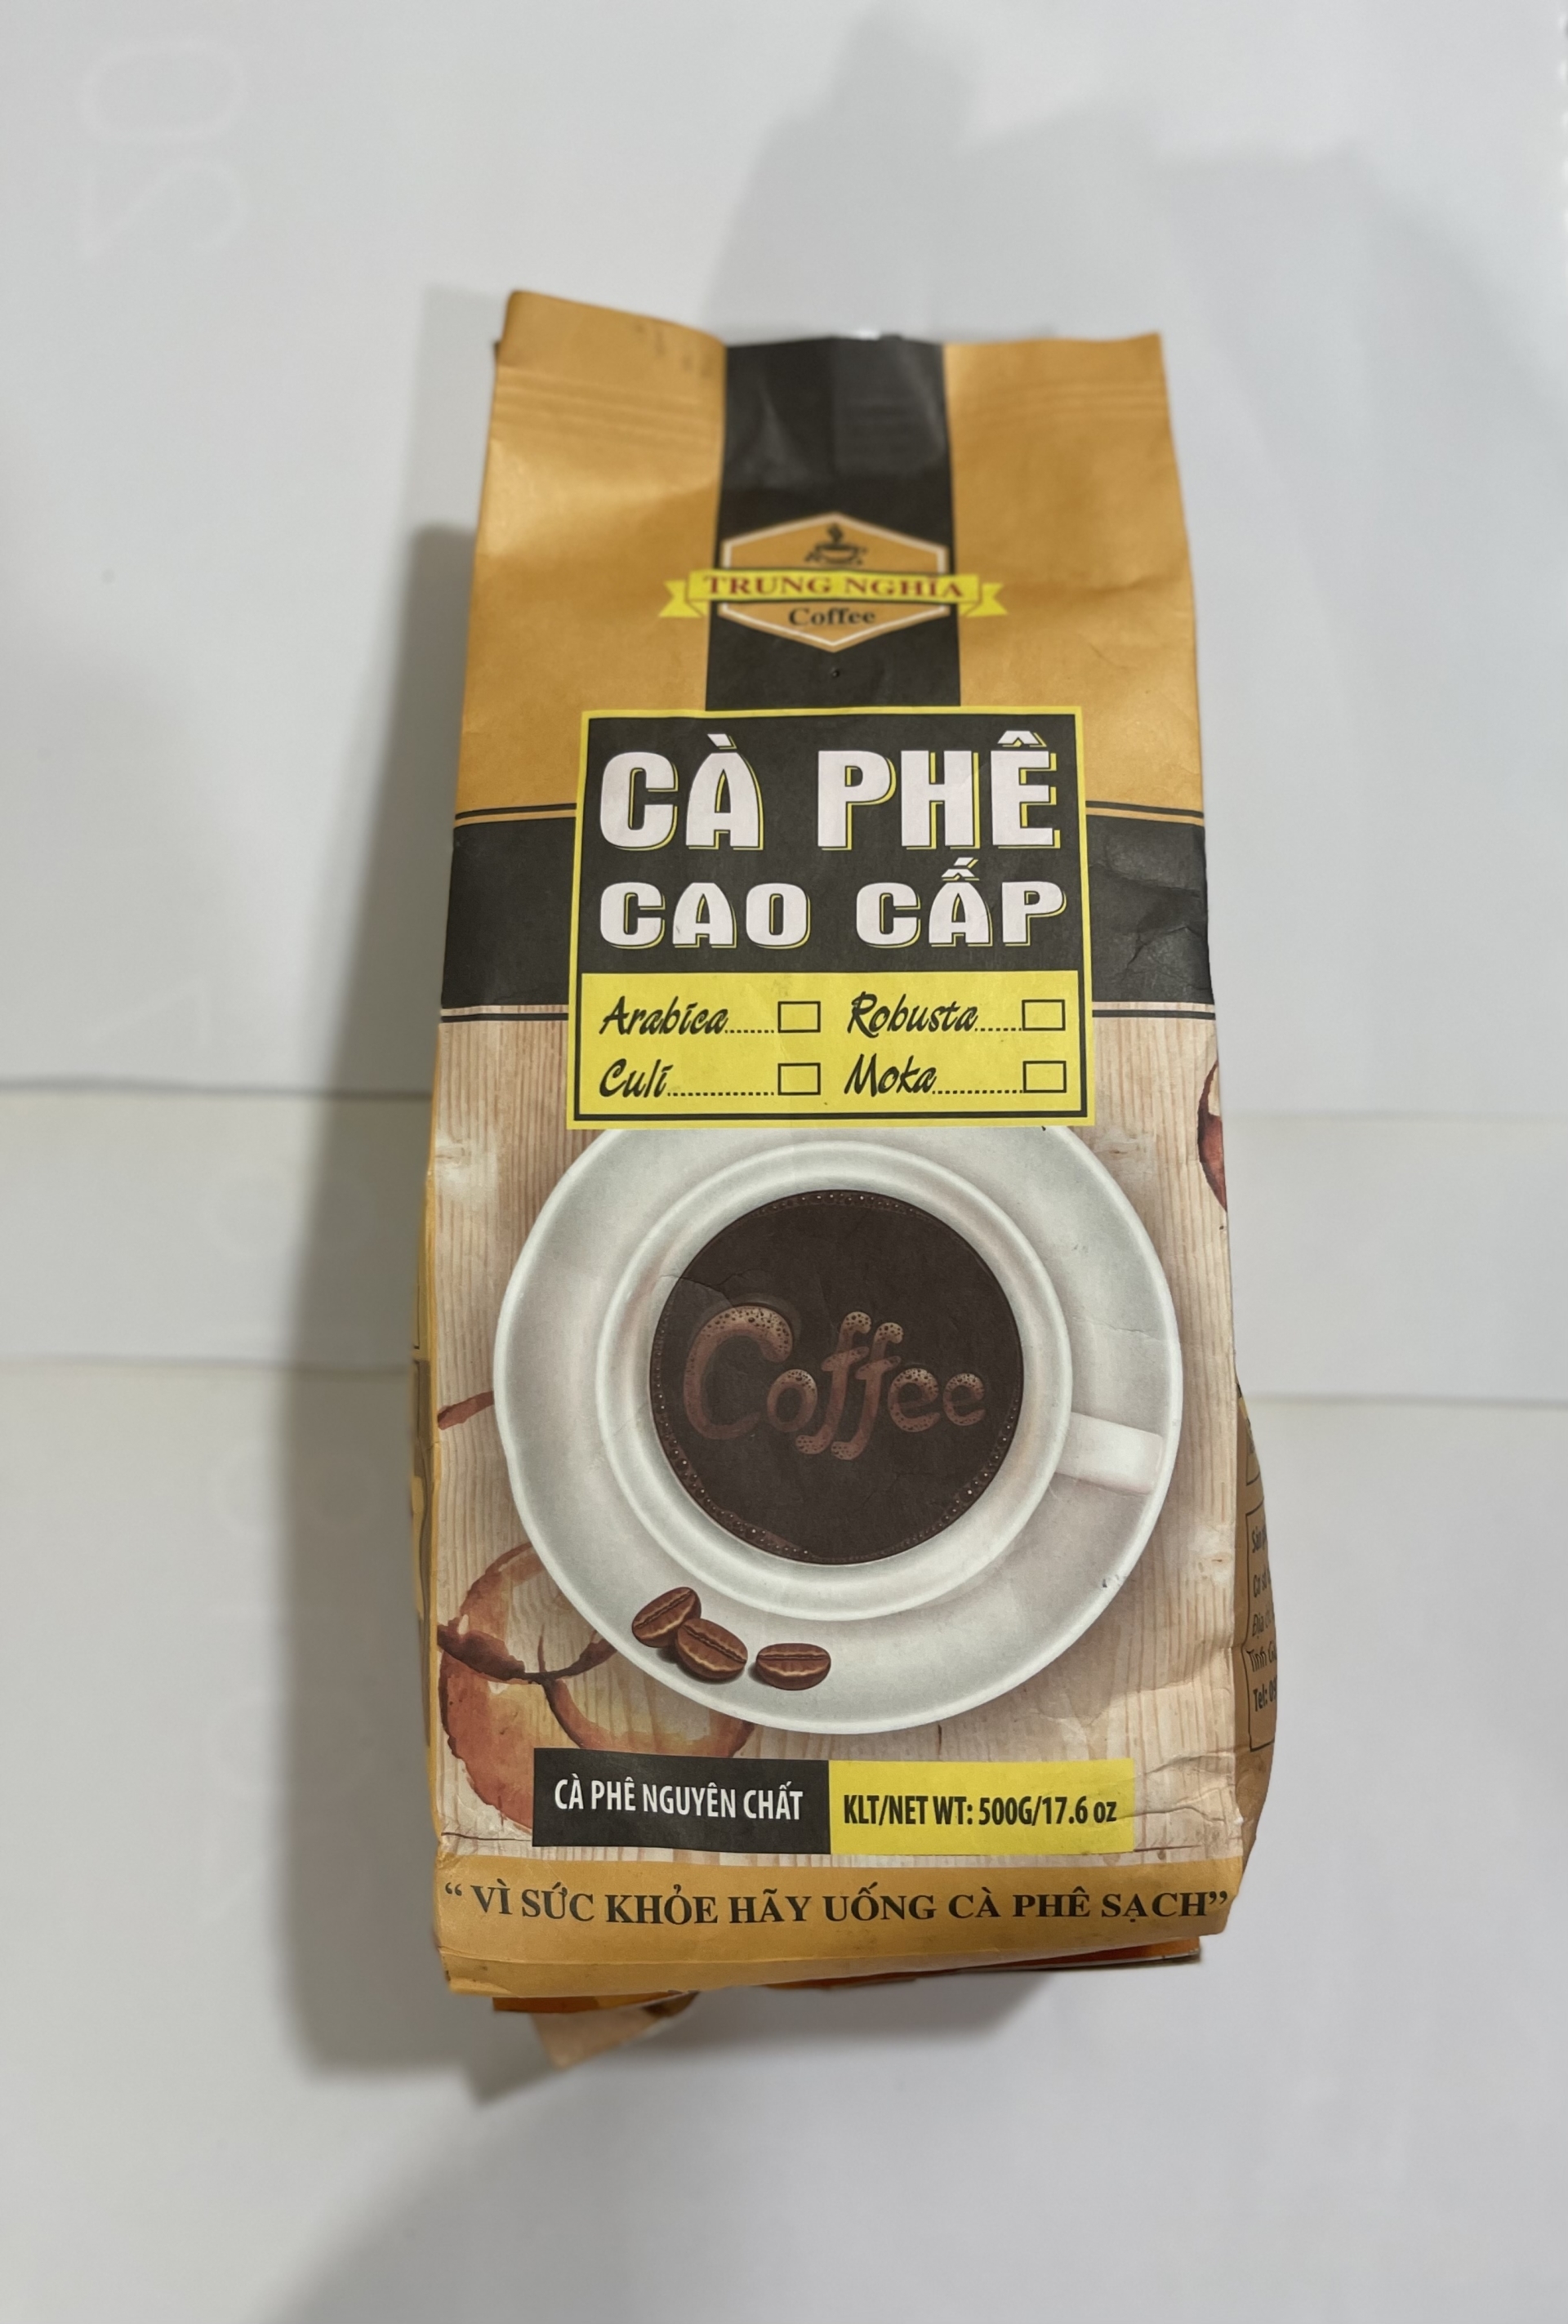 TRUNG NGHĨA
Coffee
CÀ PHÊ
CAO CẤP
Arabica........ Robusta........
Culi.................. Moka...............
Coffee
CÀ PHÊ NGUYÊN CHẤT
KLT/NET WT: 500G/17.6 oz
“ VÌ SỨC KHỎE HÃY UỐNG CÀ PHÊ SẠCH”